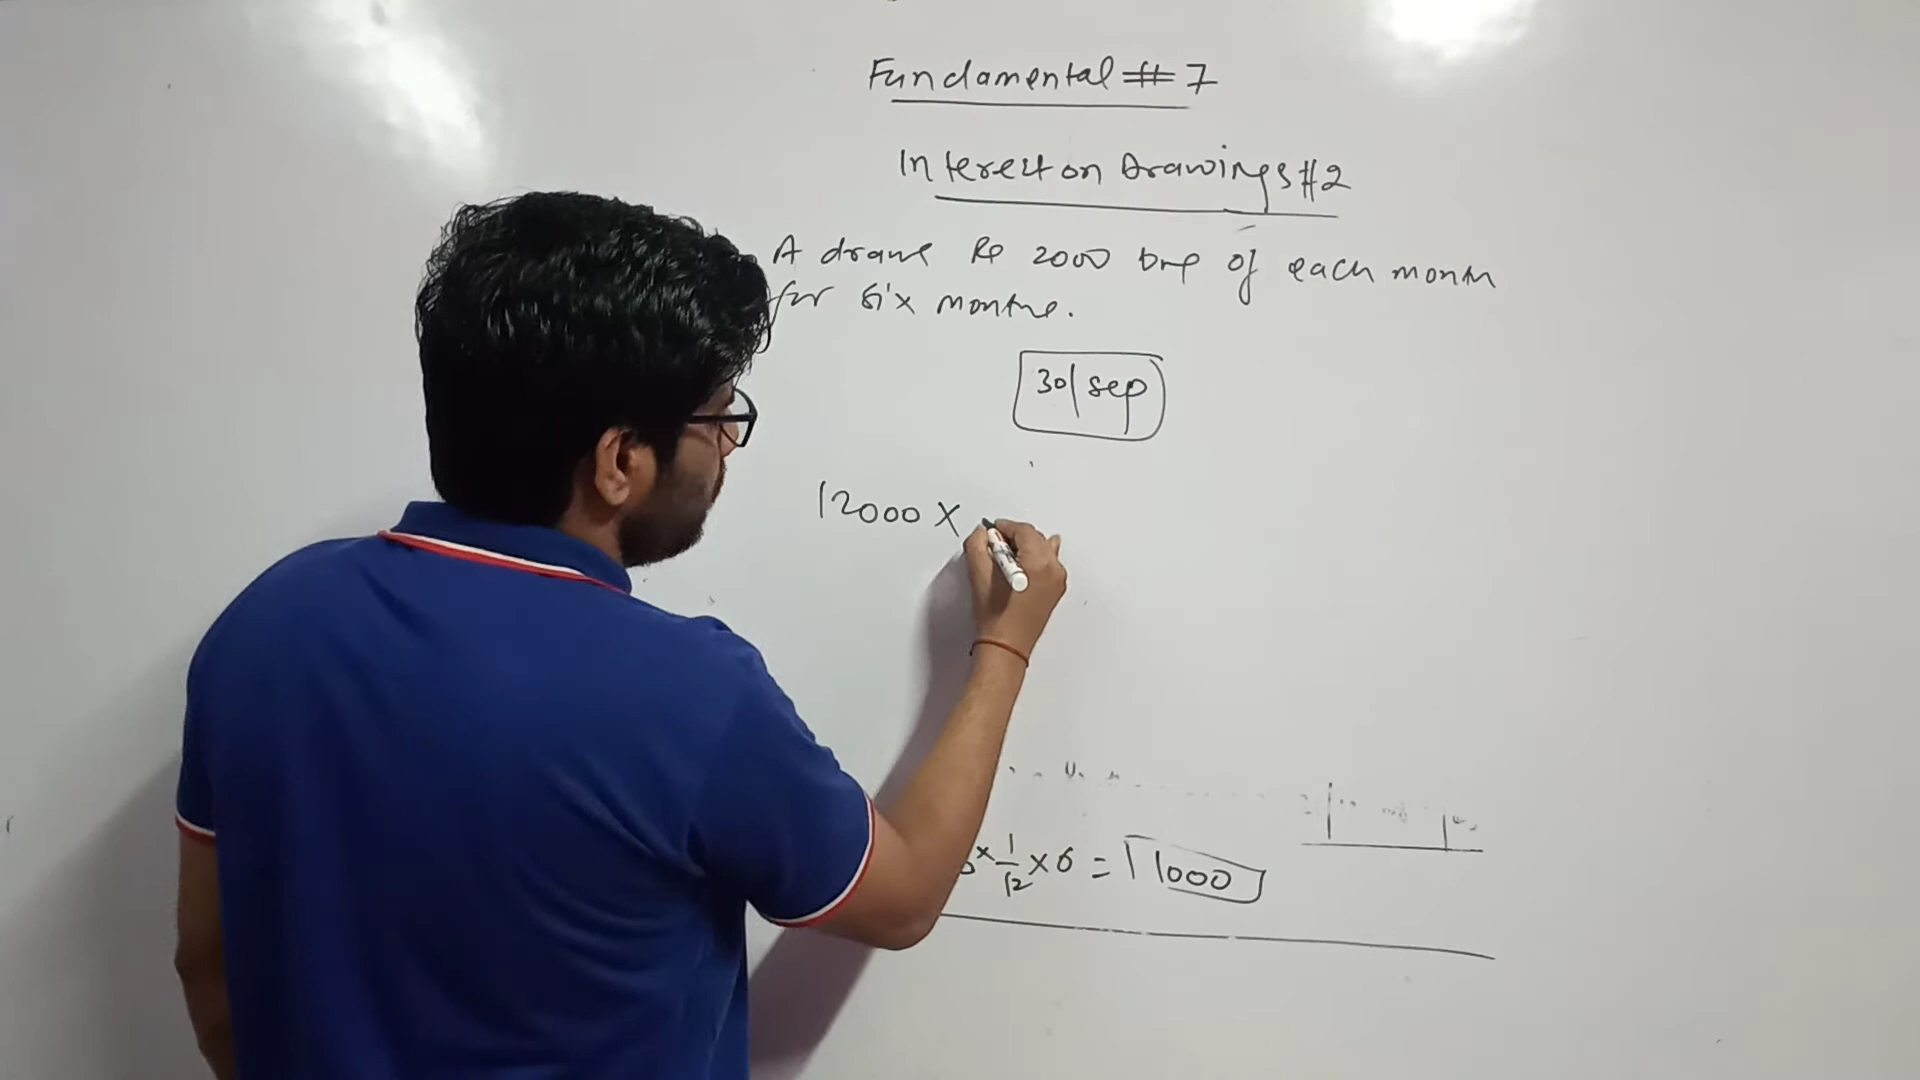 Fundamental # 7
Interest on Drawings #2
A draws Rs 2000 beg of each month
for six months.
30/sep
12000 ×
× 1/12 × 6 = 1000